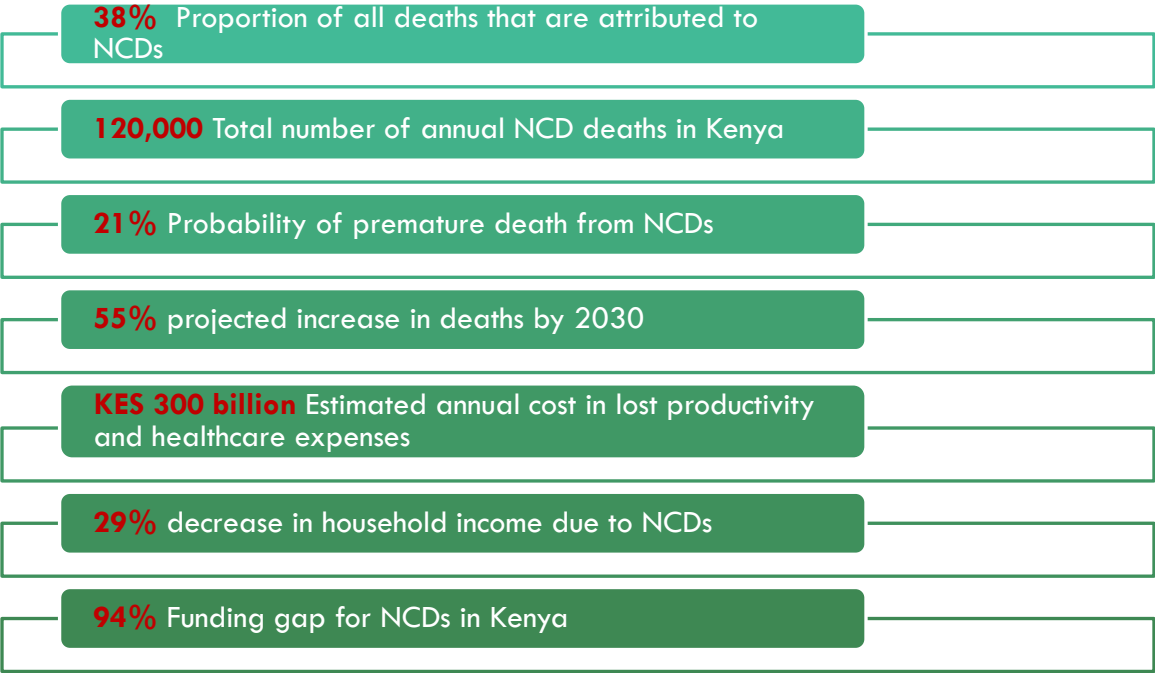 38%  Proportion of all deaths that are attributed to
NCDs
120,000 Total number of annual NCD deaths in Kenya
21% Probability of premature death from NCDs
55% projected increase in deaths by 2030
KES 300 billion Estimated annual cost in lost productivity
and healthcare expenses
29% decrease in household income due to NCDs
94% Funding gap for NCDs in Kenya